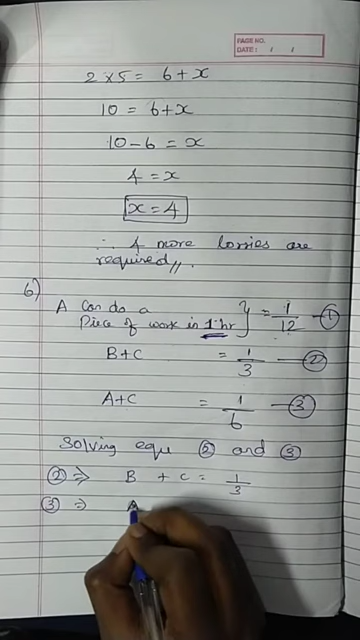 PAGE NO.
DATE : / /
2 × 5 = 6 + x
10 = 6 + x
10 - 6 = x
4 = x
x = 4
∴ 4 more lorries are
required //.
6)
A can do a
Piece of work in 1 hr } = 1/12 — ①
B + C = 1/3 — ②
A + C = 1/6 — ③
Solving equ ② and ③
② ⇒ B + C = 1/3
③ ⇒ A